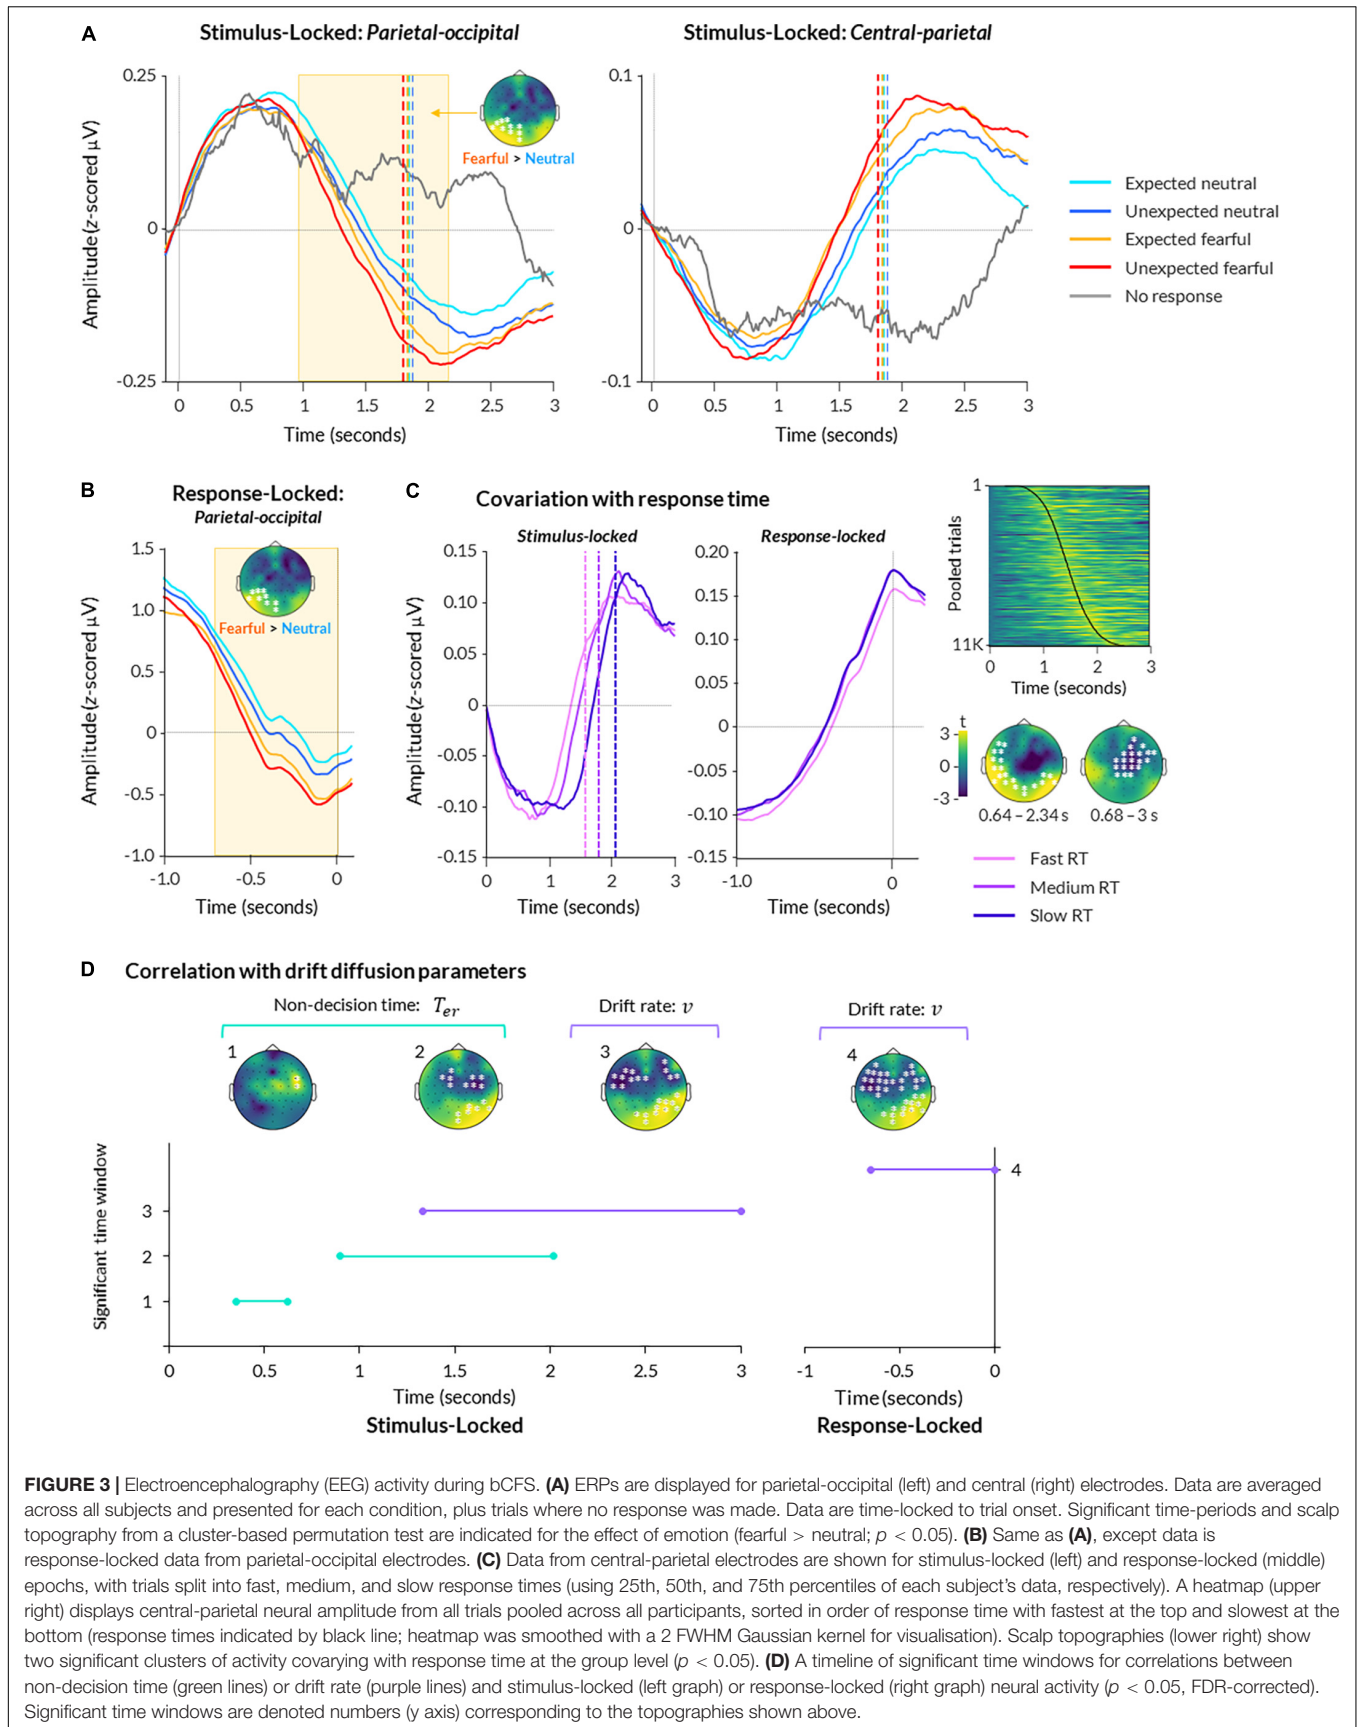 A
Stimulus-Locked: Parietal-occipital
Stimulus-Locked: Central-parietal
Amplitude (z-scored µV)
0.25
0
-0.25
0 0.5 1 1.5 2 2.5 3
Time (seconds)
Fearful > Neutral
0.1
0
-0.1
0 0.5 1 1.5 2 2.5 3
Time (seconds)
Expected neutral
Unexpected neutral
Expected fearful
Unexpected fearful
No response
B
Response-Locked:
Parietal-occipital
Amplitude (z-scored µV)
1.5
1.0
0.5
0
-0.5
-1.0
Fearful > Neutral
-1.0 -0.5 0
Time (seconds)
C
Covariation with response time
Stimulus-locked
Amplitude (z-scored µV)
0.15
0.10
0.05
0
-0.05
-0.10
-0.15
0 1 2 3
Time (seconds)
Response-locked
0.20
0.15
0.10
0.05
0
-0.05
-0.10
-0.15
-1.0 0
Time (seconds)
Pooled trials
1
11K
0 1 2 3
Time (seconds)
t
3
0
-3
0.64 – 2.34 s
0.68 – 3 s
Fast RT
Medium RT
Slow RT
D
Correlation with drift diffusion parameters
Non-decision time: Ter
Drift rate: v
Drift rate: v
1
2
3
4
Significant time window
3
2
1
0 0.5 1 1.5 2 2.5 3
Time (seconds)
Stimulus-Locked
4
-1 -0.5 0
Time (seconds)
Response-Locked
FIGURE 3 | Electroencephalography (EEG) activity during bCFS. (A) ERPs are displayed for parietal-occipital (left) and central (right) electrodes. Data are averaged
across all subjects and presented for each condition, plus trials where no response was made. Data are time-locked to trial onset. Significant time-periods and scalp
topography from a cluster-based permutation test are indicated for the effect of emotion (fearful > neutral; p < 0.05). (B) Same as (A), except data is
response-locked data from parietal-occipital electrodes. (C) Data from central-parietal electrodes are shown for stimulus-locked (left) and response-locked (middle)
epochs, with trials split into fast, medium, and slow response times (using 25th, 50th, and 75th percentiles of each subject's data, respectively). A heatmap (upper
right) displays central-parietal neural amplitude from all trials pooled across all participants, sorted in order of response time with fastest at the top and slowest at the
bottom (response times indicated by black line; heatmap was smoothed with a 2 FWHM Gaussian kernel for visualisation). Scalp topographies (lower right) show
two significant clusters of activity covarying with response time at the group level (p < 0.05). (D) A timeline of significant time windows for correlations between
non-decision time (green lines) or drift rate (purple lines) and stimulus-locked (left graph) or response-locked (right graph) neural activity (p < 0.05, FDR-corrected).
Significant time windows are denoted numbers (y axis) corresponding to the topographies shown above.